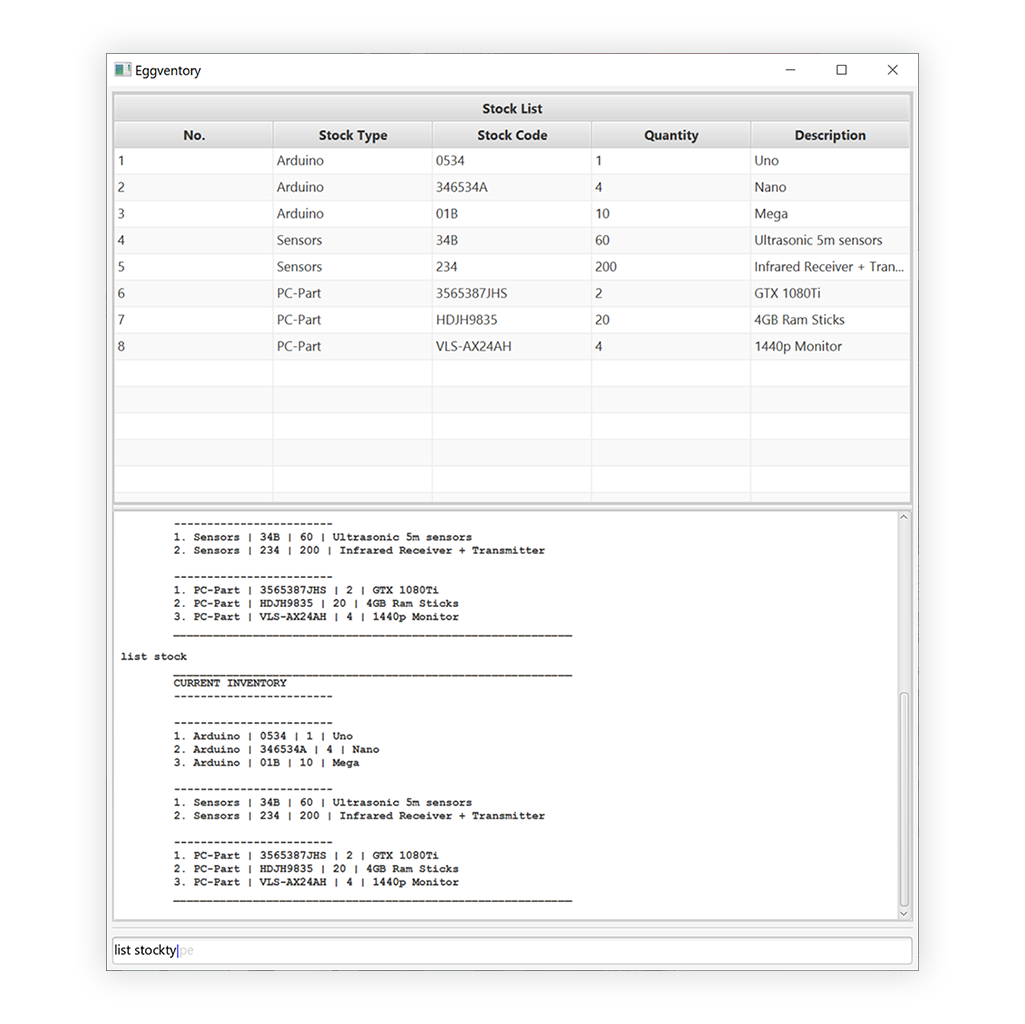 Eggventory
Stock List
No. Stock Type Stock Code Quantity Description
1 Arduino 0534 1 Uno
2 Arduino 346534A 4 Nano
3 Arduino 01B 10 Mega
4 Sensors 34B 60 Ultrasonic 5m sensors
5 Sensors 234 200 Infrared Receiver + Tran...
6 PC-Part 3565387JHS 2 GTX 1080Ti
7 PC-Part HDJH9835 20 4GB Ram Sticks
8 PC-Part VLS-AX24AH 4 1440p Monitor
------------------------
1. Sensors | 34B | 60 | Ultrasonic 5m sensors
2. Sensors | 234 | 200 | Infrared Receiver + Transmitter
------------------------
1. PC-Part | 3565387JHS | 2 | GTX 1080Ti
2. PC-Part | HDJH9835 | 20 | 4GB Ram Sticks
3. PC-Part | VLS-AX24AH | 4 | 1440p Monitor
____________________________________________________________
list stock
____________________________________________________________
CURRENT INVENTORY
------------------------
------------------------
1. Arduino | 0534 | 1 | Uno
2. Arduino | 346534A | 4 | Nano
3. Arduino | 01B | 10 | Mega
------------------------
1. Sensors | 34B | 60 | Ultrasonic 5m sensors
2. Sensors | 234 | 200 | Infrared Receiver + Transmitter
------------------------
1. PC-Part | 3565387JHS | 2 | GTX 1080Ti
2. PC-Part | HDJH9835 | 20 | 4GB Ram Sticks
3. PC-Part | VLS-AX24AH | 4 | 1440p Monitor
____________________________________________________________
list stocktype